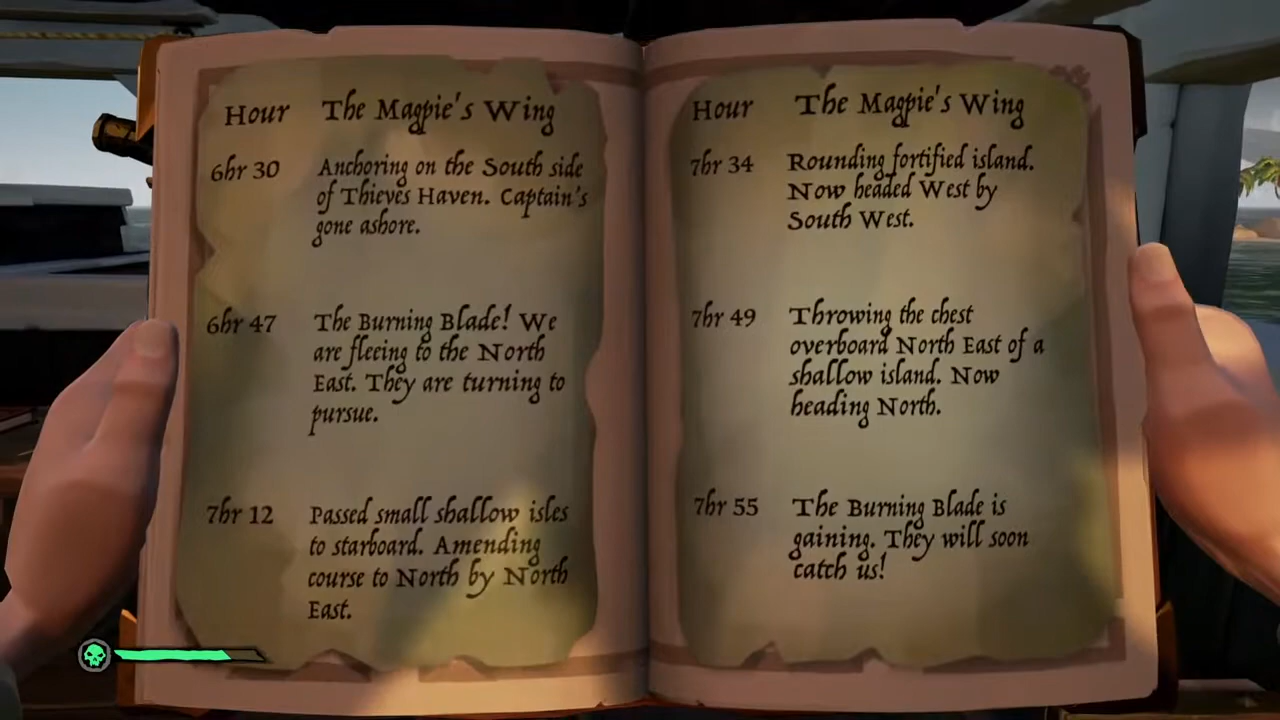 Hour The Magpie's Wing
6hr 30 Anchoring on the South side
of Thieves Haven. Captain's
gone ashore.
6hr 47 The Burning Blade! We
are fleeing to the North
East. They are turning to
pursue.
7hr 12 Passed small shallow isles
to starboard. Amending
course to North by North
East.
Hour The Magpie's Wing
7hr 34 Rounding fortified island.
Now headed West by
South West.
7hr 49 Throwing the chest
overboard North East of a
shallow island. Now
heading North.
7hr 55 The Burning Blade is
gaining. They will soon
catch us!